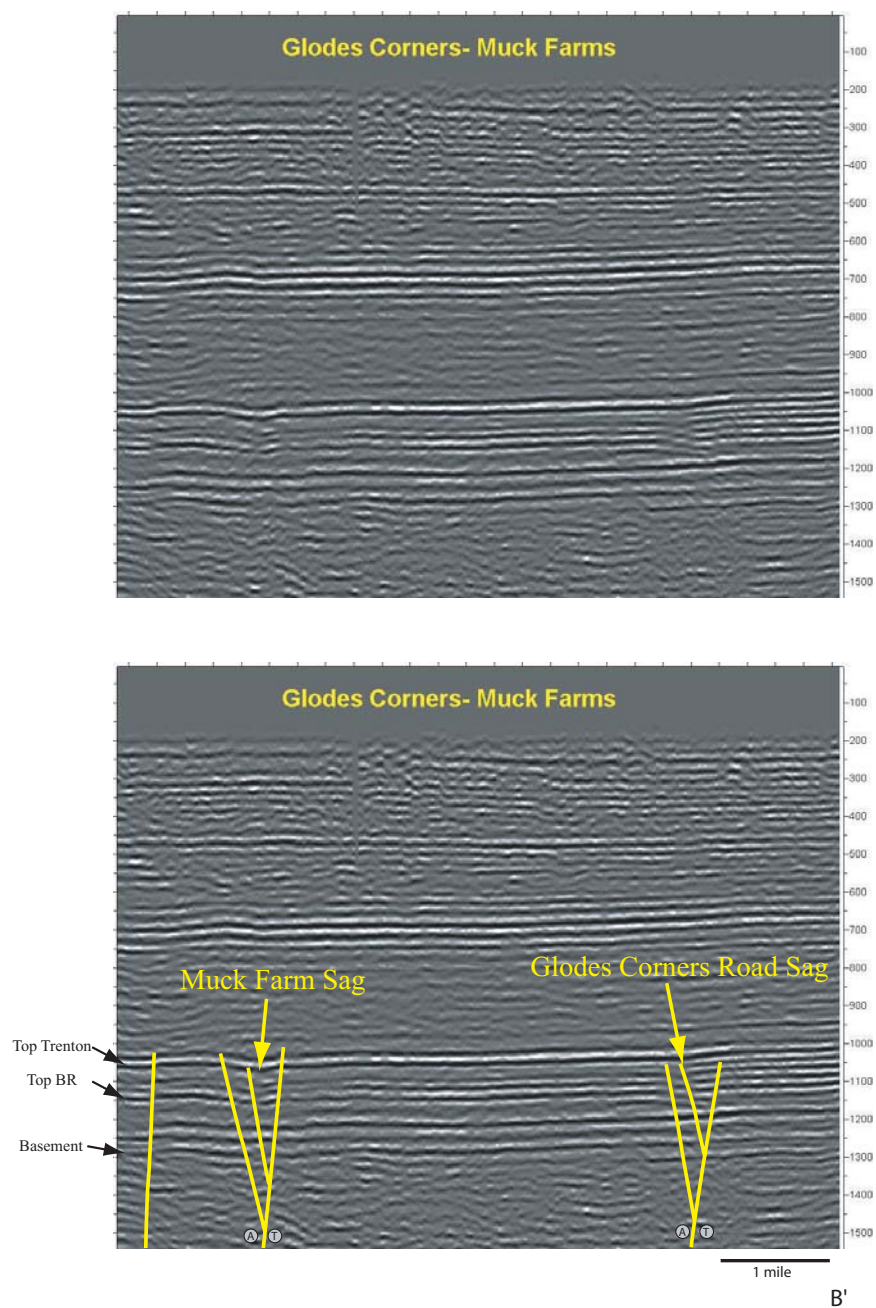 Glodes Corners- Muck Farms
100
200
300
400
500
600
700
800
900
1000
1100
1200
1300
1400
1500
Glodes Corners- Muck Farms
100
200
300
400
500
600
700
800
900
1000
1100
1200
1300
1400
1500
Muck Farm Sag
Glodes Corners Road Sag
Top Trenton
Top BR
Basement
A T
A T
1 mile
B'